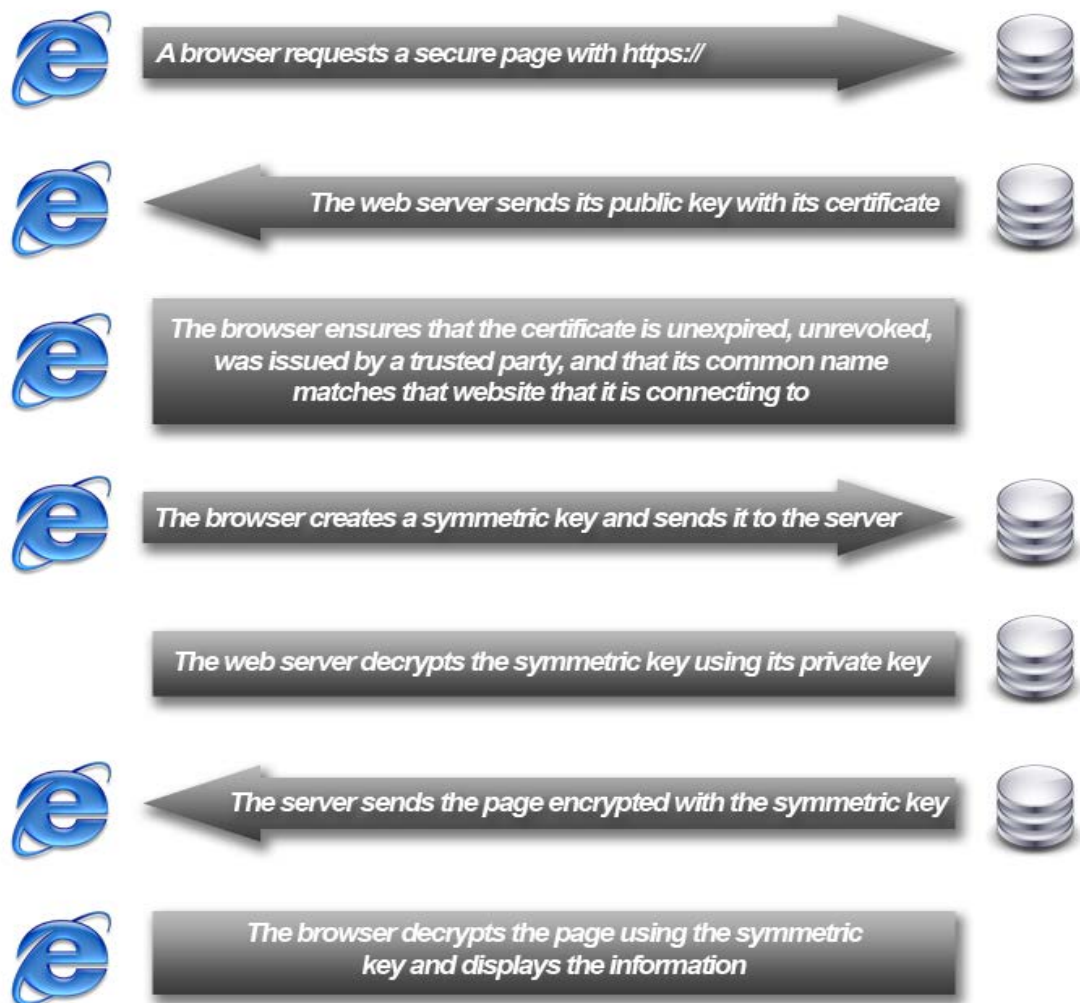 A browser requests a secure page with https://
The web server sends its public key with its certificate
The browser ensures that the certificate is unexpired, unrevoked,
was issued by a trusted party, and that its common name
matches that website that it is connecting to
The browser creates a symmetric key and sends it to the server
The web server decrypts the symmetric key using its private key
The server sends the page encrypted with the symmetric key
The browser decrypts the page using the symmetric
key and displays the information